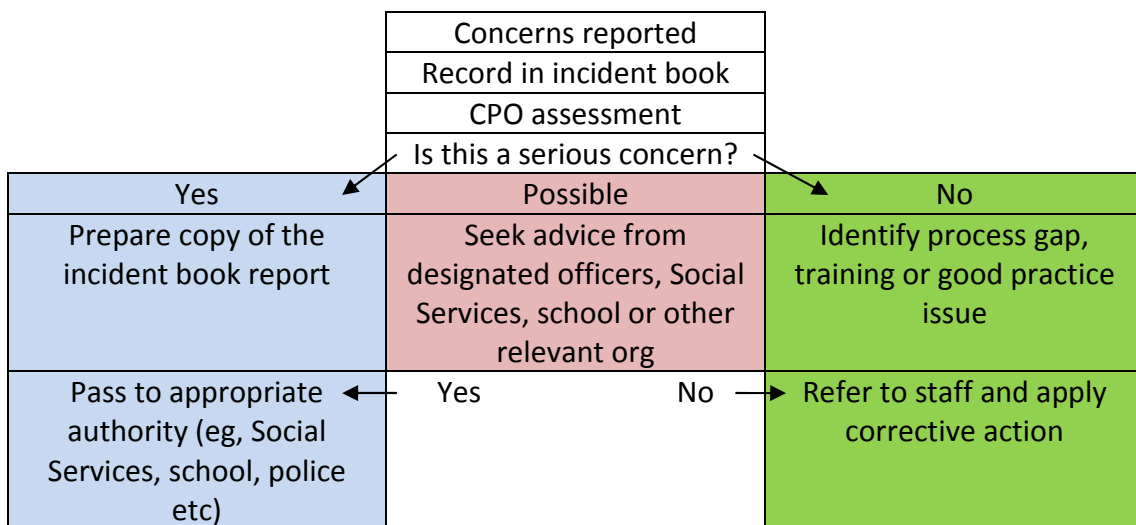 Concerns reported
Record in incident book
CPO assessment
Is this a serious concern?
Yes
Possible
No
Prepare copy of the
incident book report
Seek advice from
designated officers, Social
Services, school or other
relevant org
Identify process gap,
training or good practice
issue
Pass to appropriate
authority (eg, Social
Services, school, police
etc)
Yes
No
Refer to staff and apply
corrective action